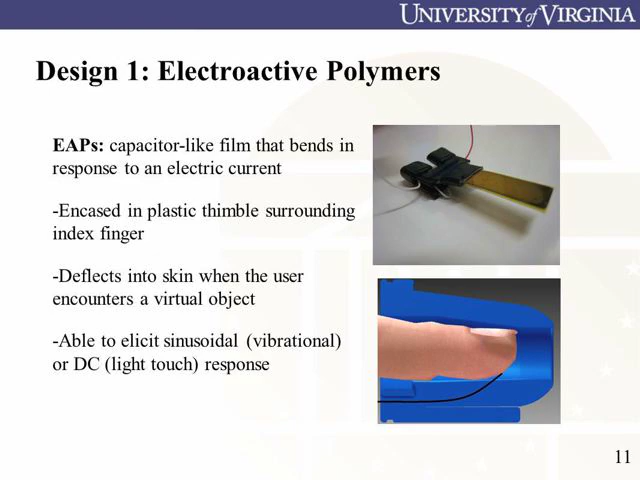 UNIVERSITY of VIRGINIA
Design 1: Electroactive Polymers
EAPs: capacitor-like film that bends in
response to an electric current
-Encased in plastic thimble surrounding
index finger
-Deflects into skin when the user
encounters a virtual object
-Able to elicit sinusoidal (vibrational)
or DC (light touch) response
11